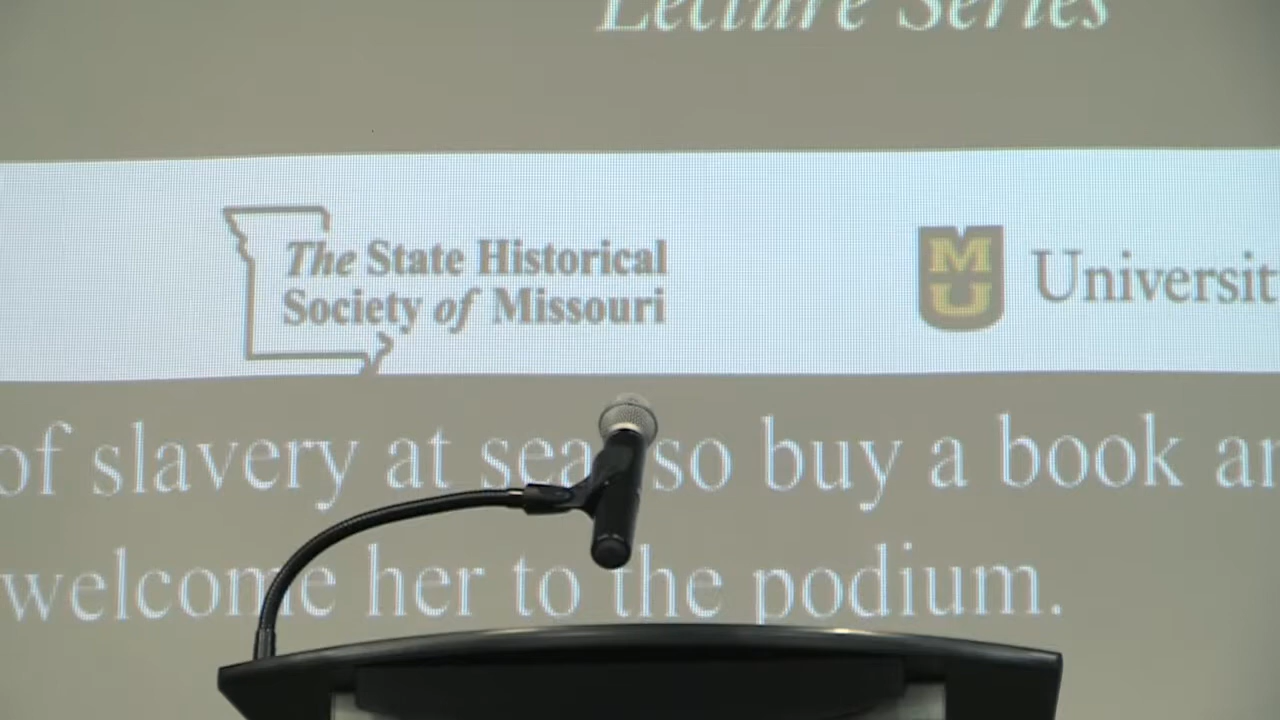 Lecture Series
The State Historical
Society of Missouri
MU
Universit
of slavery at sea so buy a book ar
welcome her to the podium.